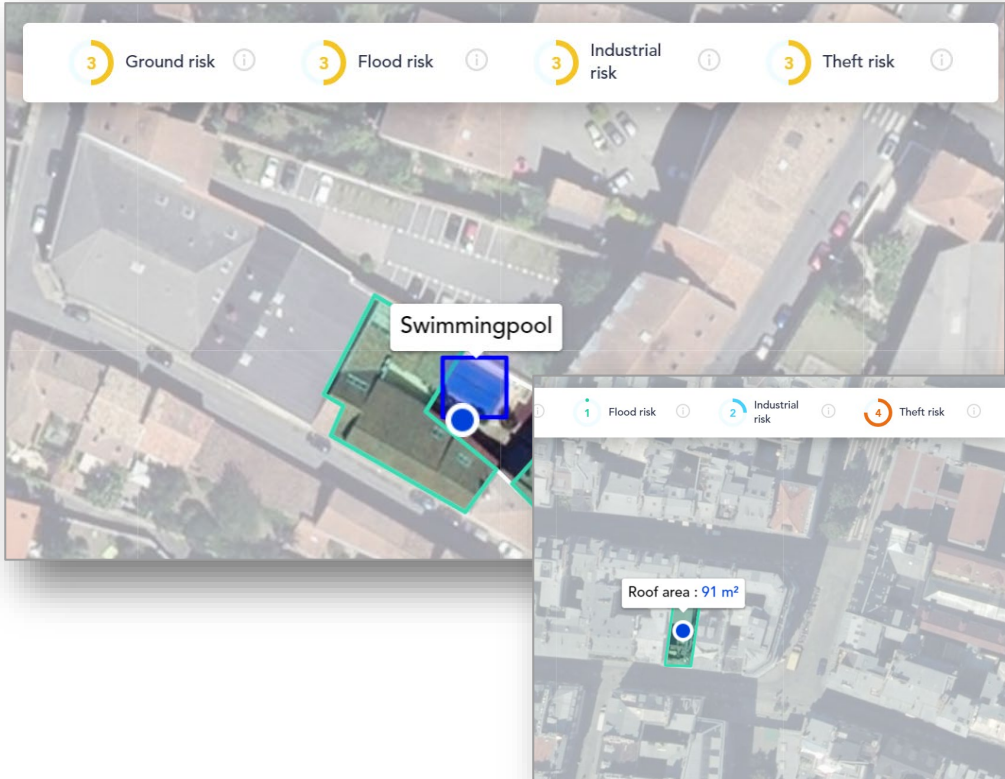 3 Ground risk
3 Flood risk
3 Industrial
risk
3 Theft risk
Swimmingpool
1 Flood risk
2 Industrial
risk
4 Theft risk
Roof area : 91 m²